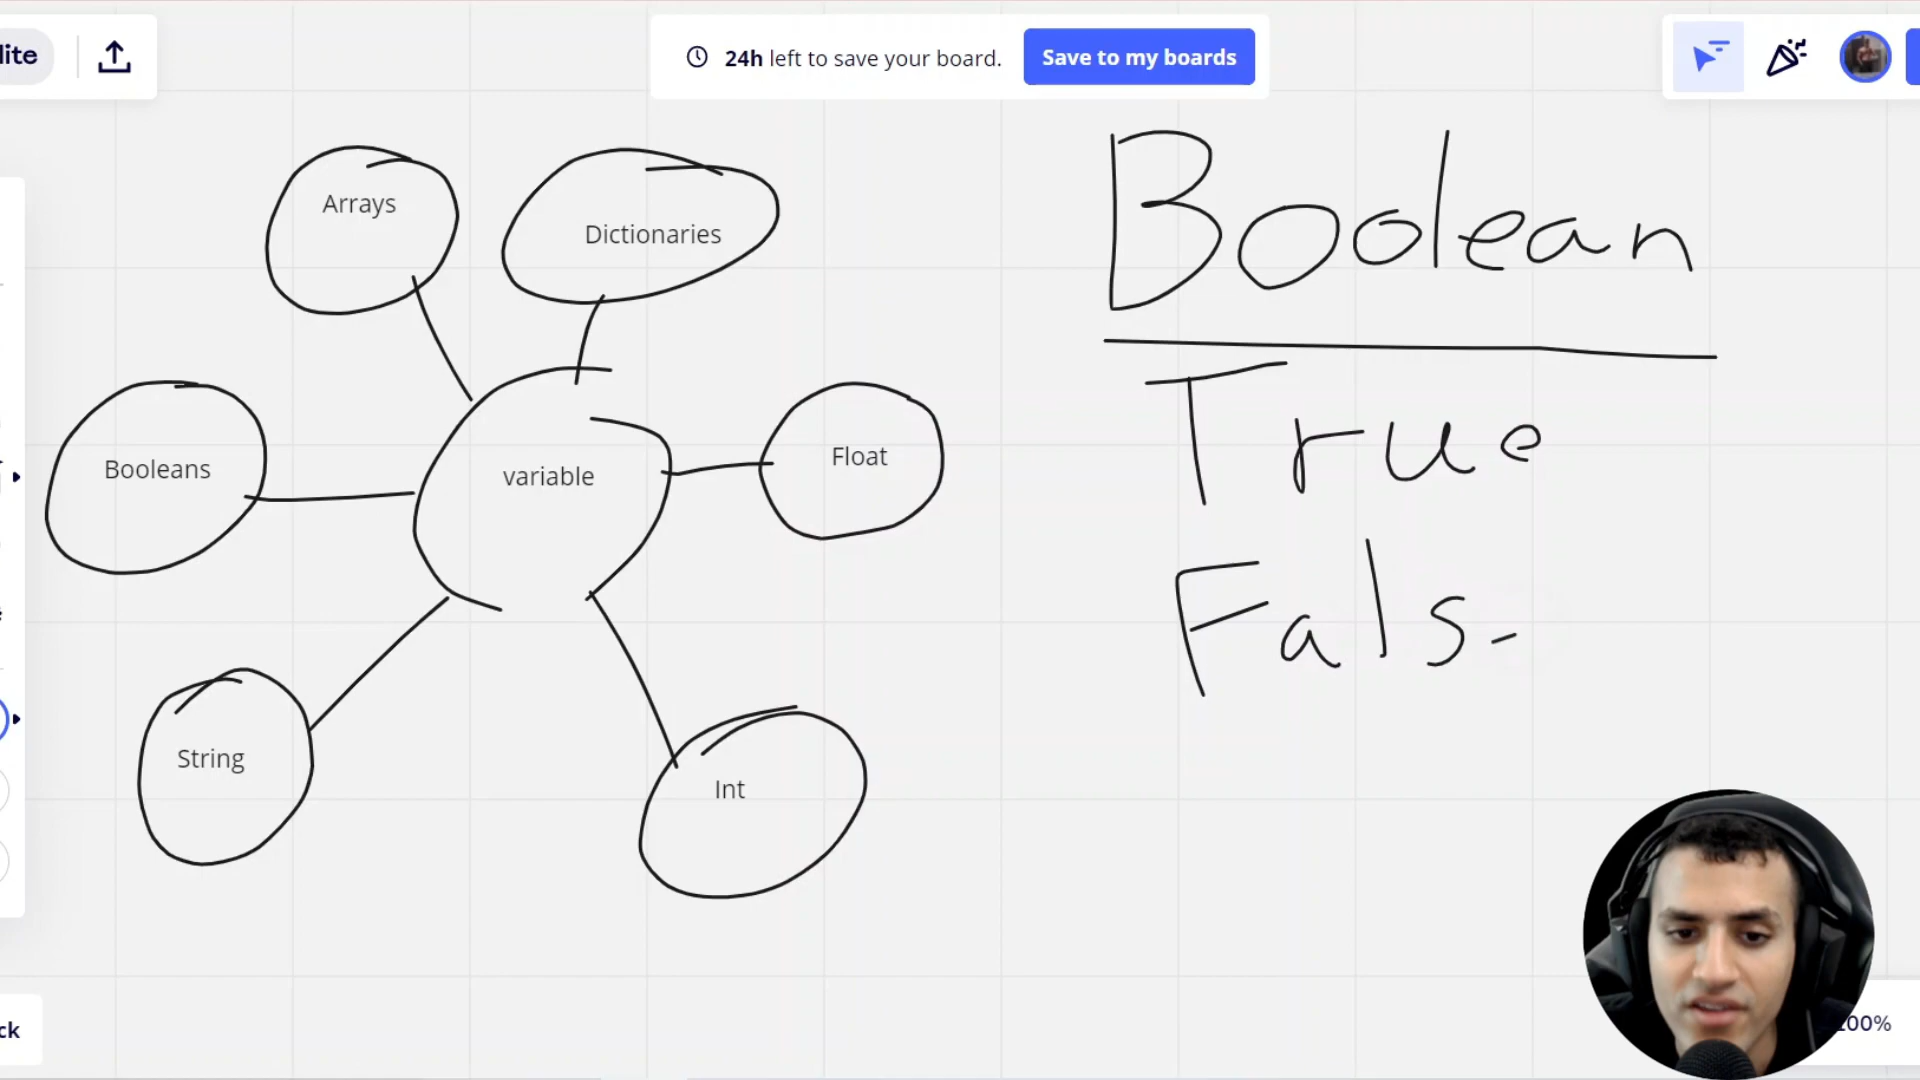 lite
24h left to save your board.
Save to my boards
Arrays
Dictionaries
Booleans
variable
Float
String
Int
Boolean
True
Fals-
ck
100%